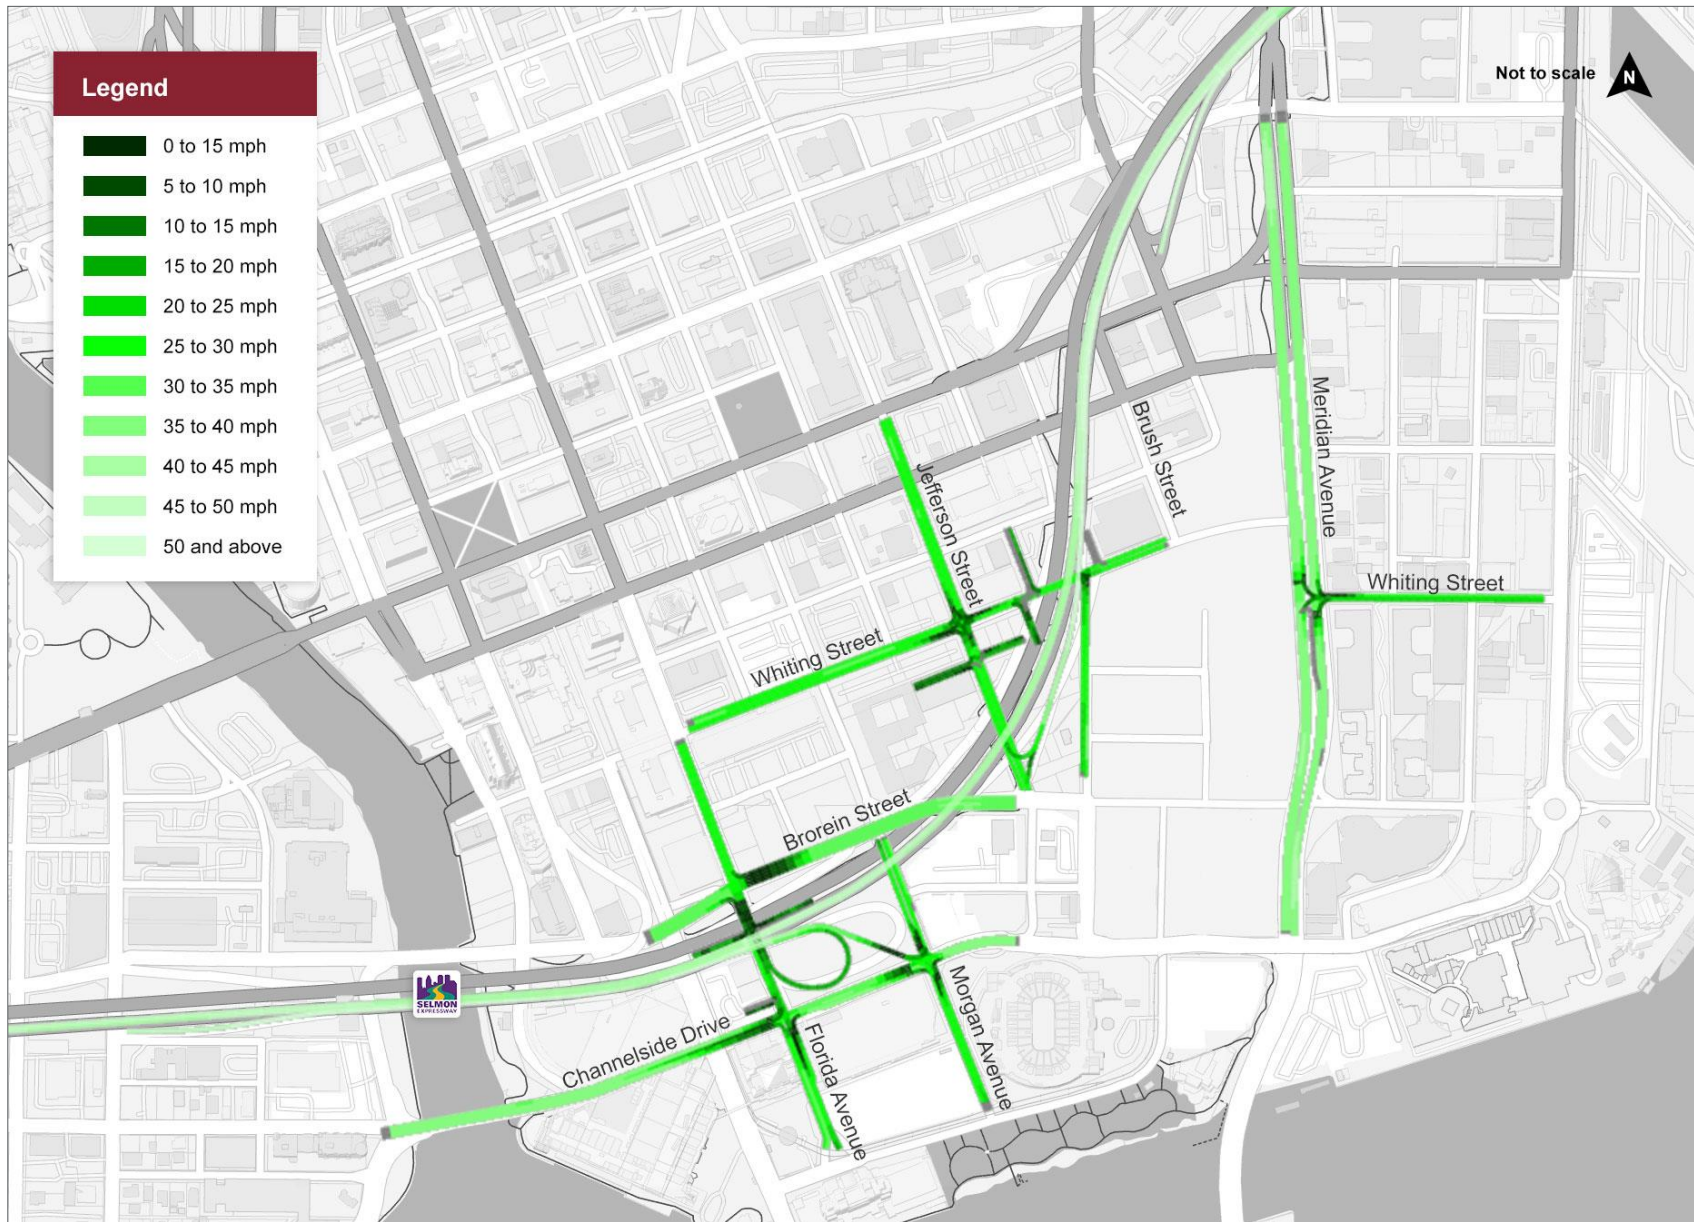 Legend
0 to 15 mph
5 to 10 mph
10 to 15 mph
15 to 20 mph
20 to 25 mph
25 to 30 mph
30 to 35 mph
35 to 40 mph
40 to 45 mph
45 to 50 mph
50 and above
Not to scale
N
Meridian Avenue
Brush Street
Jefferson Street
Whiting Street
Whiting Street
Brorein Street
SELMON
EXPRESSWAY
Channelside Drive
Florida Avenue
Morgan Avenue